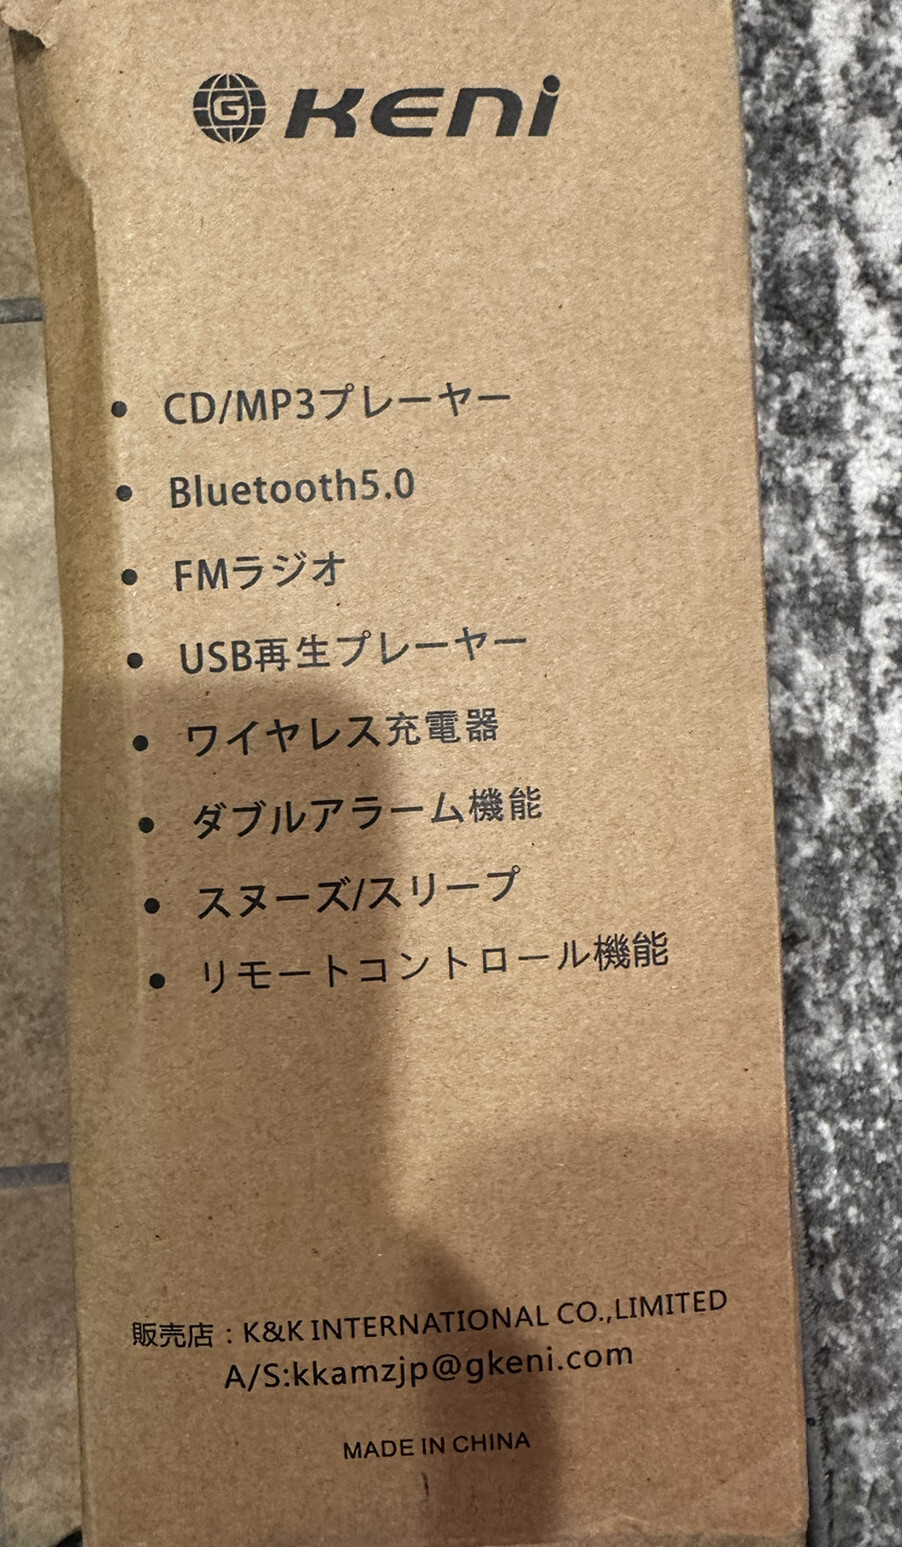 G KENi
• CD/MP3プレーヤー
• Bluetooth5.0
• FMラジオ
• USB再生プレーヤー
• ワイヤレス充電器
• ダブルアラーム機能
• スヌーズ/スリープ
• リモートコントロール機能
販売店：K&K INTERNATIONAL CO.,LIMITED
A/S:kkamzjp@gkeni.com
MADE IN CHINA